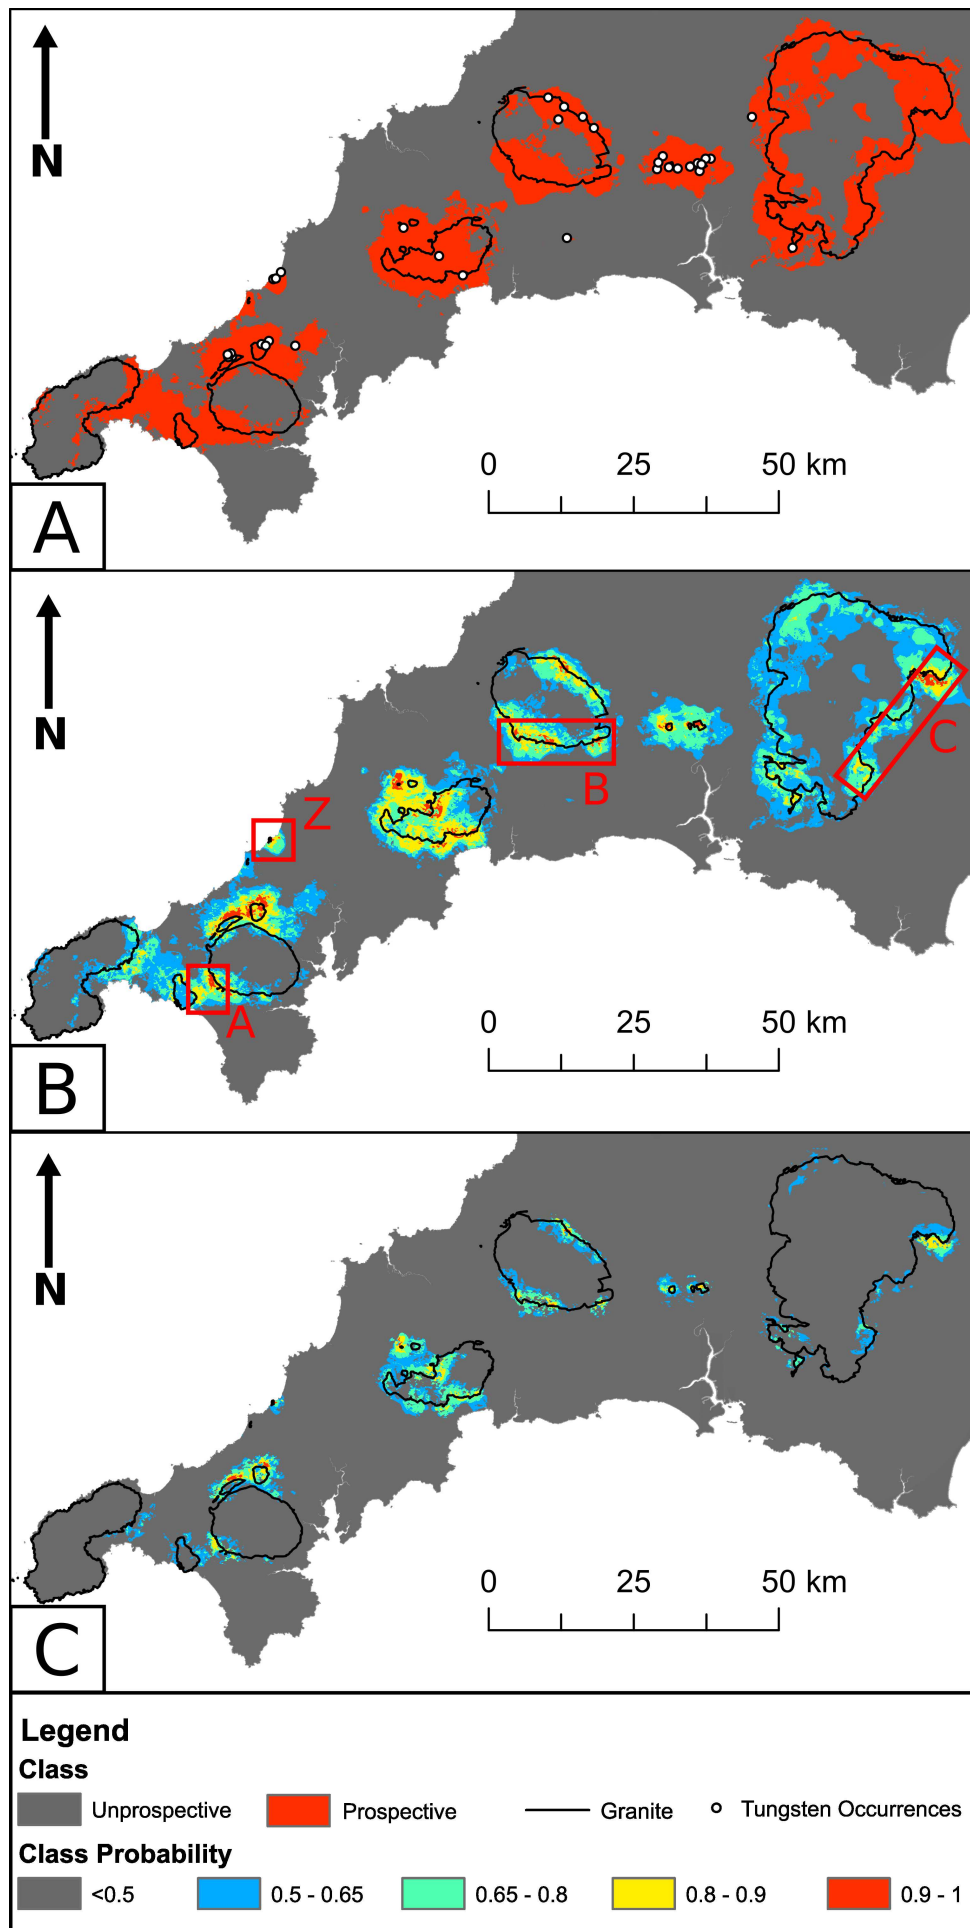 N
0 25 50 km
A
N
Z
B
C
A
0 25 50 km
B
N
0 25 50 km
C
Legend
Class
Unprospective Prospective Granite Tungsten Occurrences
Class Probability
<0.5 0.5 - 0.65 0.65 - 0.8 0.8 - 0.9 0.9 - 1